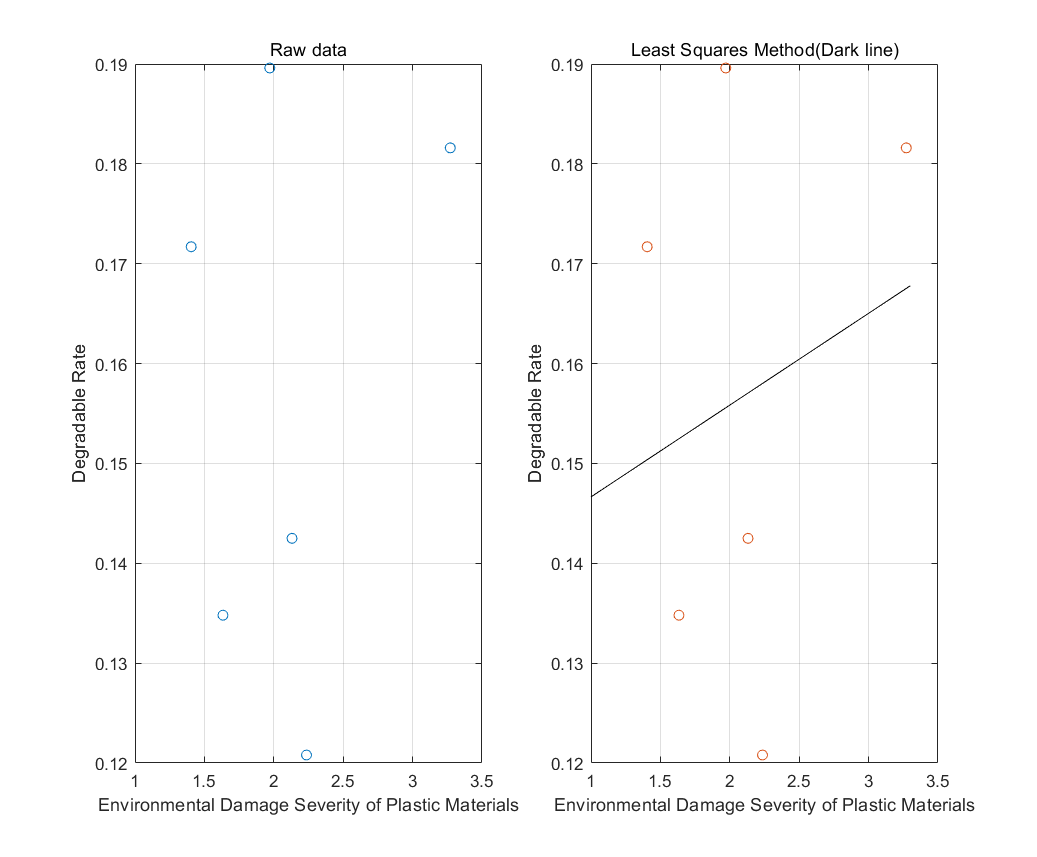 Raw data
Degradable Rate
0.19
0.18
0.17
0.16
0.15
0.14
0.13
0.12
1 1.5 2 2.5 3 3.5
Environmental Damage Severity of Plastic Materials
Least Squares Method(Dark line)
Degradable Rate
0.19
0.18
0.17
0.16
0.15
0.14
0.13
0.12
1 1.5 2 2.5 3 3.5
Environmental Damage Severity of Plastic Materials